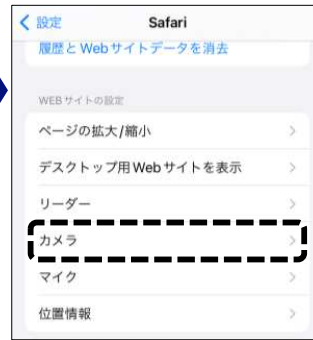 設定 Safari
履歴とWebサイトデータを消去
WEBサイトの設定
ページの拡大/縮小
デスクトップ用Webサイトを表示
リーダー
カメラ
マイク
位置情報